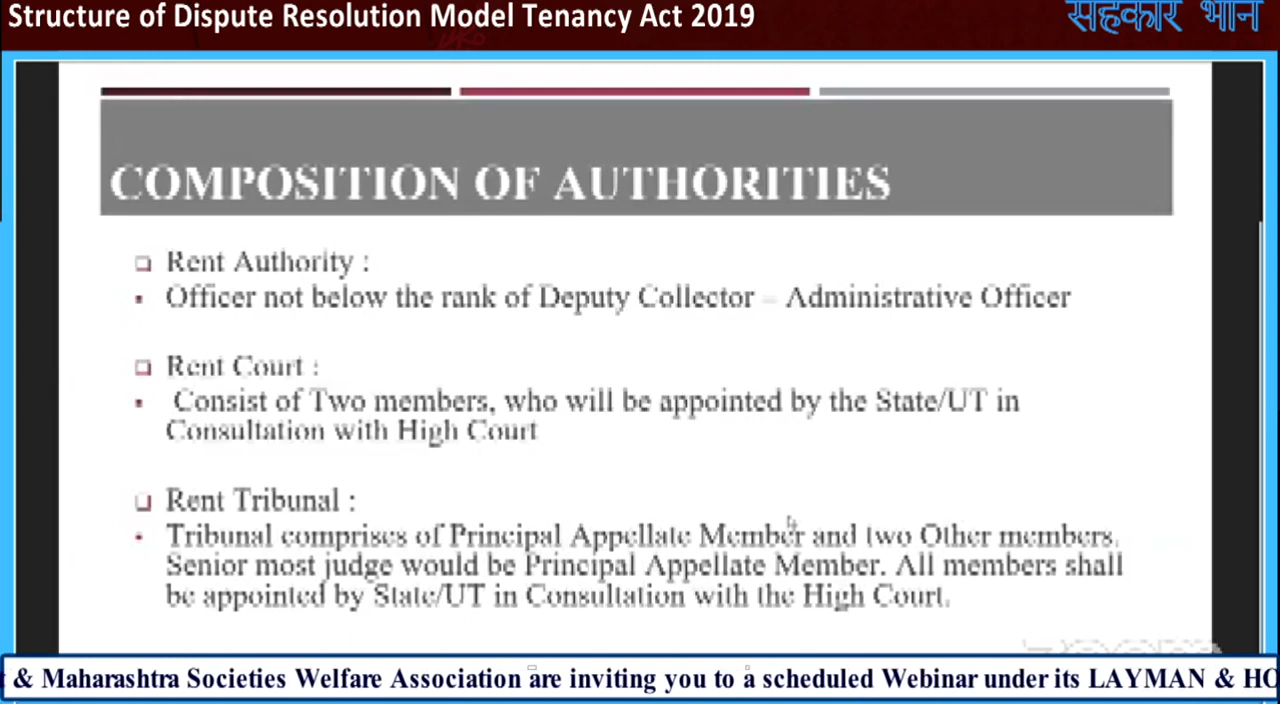 Structure of Dispute Resolution Model Tenancy Act 2019
सहकार भान
COMPOSITION OF AUTHORITIES
Rent Authority :
Officer not below the rank of Deputy Collector – Administrative Officer
Rent Court :
Consist of Two members, who will be appointed by the State/UT in
Consultation with High Court
Rent Tribunal :
Tribunal comprises of Principal Appellate Member and two Other members.
Senior most judge would be Principal Appellate Member. All members shall
be appointed by State/UT in Consultation with the High Court.
& Maharashtra Societies Welfare Association are inviting you to a scheduled Webinar under its LAYMAN &